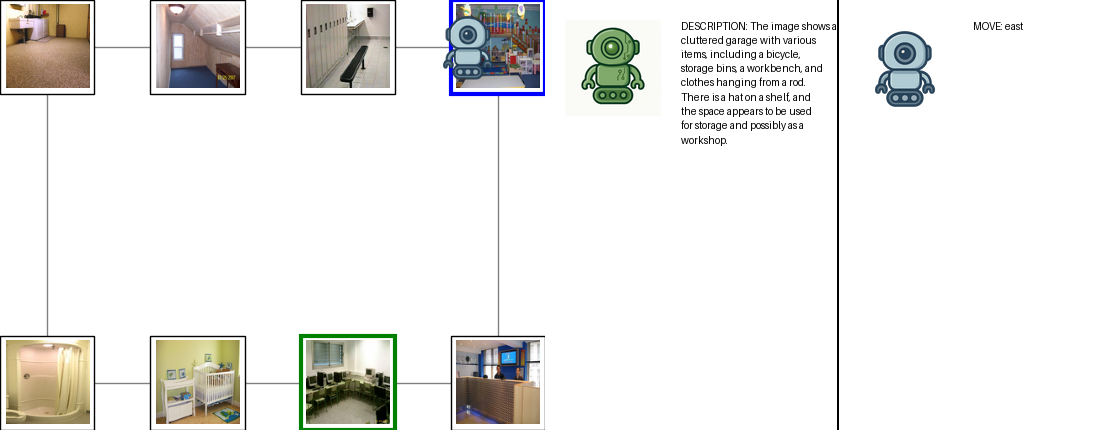 DESCRIPTION: The image shows a
cluttered garage with various
items, including a bicycle,
storage bins, a workbench, and
clothes hanging from a rod.
There is a hat on a shelf, and
the space appears to be used
for storage and possibly as a
workshop.
MOVE: east